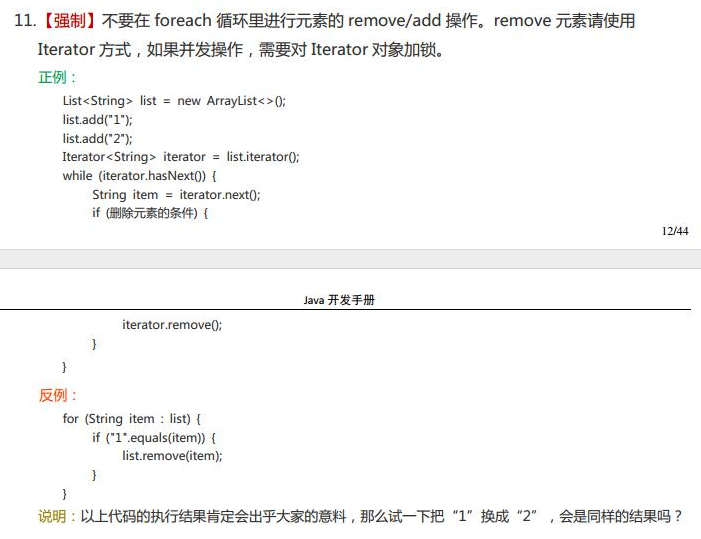 11.【强制】不要在 foreach 循环里进行元素的 remove/add 操作。remove 元素请使用
Iterator 方式，如果并发操作，需要对 Iterator 对象加锁。
正例：
List<String> list = new ArrayList<>();
list.add("1");
list.add("2");
Iterator<String> iterator = list.iterator();
while (iterator.hasNext()) {
String item = iterator.next();
if (删除元素的条件) {
12/44
Java 开发手册
iterator.remove();
}
}
反例：
for (String item : list) {
if ("1".equals(item)) {
list.remove(item);
}
}
说明：以上代码的执行结果肯定会出乎大家的意料，那么试一下把“1”换成“2”，会是同样的结果吗？